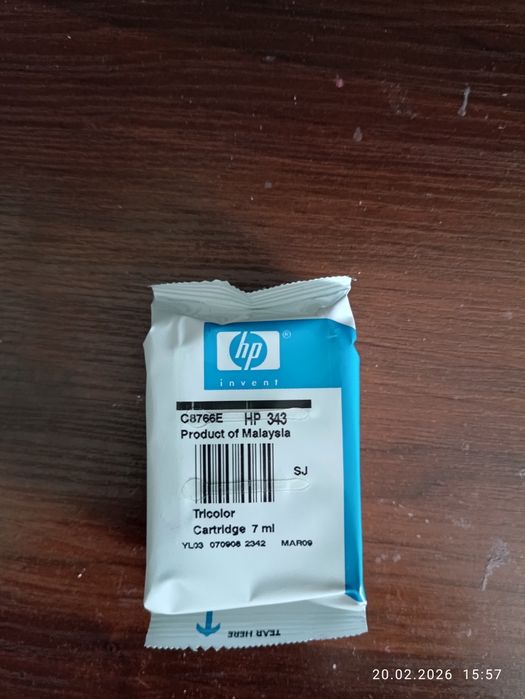 hp ®
invent
C8766E HP 343
Product of Malaysia
SJ
Tricolor
Cartridge 7 ml
YL03 070908 2342 MAR09
TEAR HERE
20.02.2026 15:57